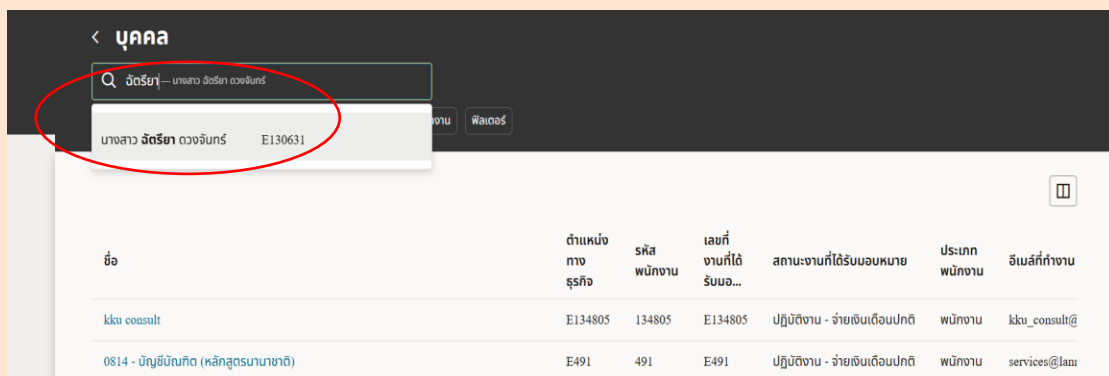 บุคคล
ฉัตรียา — นางสาว ฉัตรียา ดวงจันทร์
นางสาว ฉัตรียา ดวงจันทร์ E130631
ฟิลเตอร์
ชื่อ
ตำแหน่งทางธุรกิจ
รหัสพนักงาน
เลขที่งานที่ได้รับมอ...
สถานะงานที่ได้รับมอบหมาย
ประเภทพนักงาน
อีเมล์ที่ทำงาน
kku consult E134805 134805 E134805 ปฏิบัติงาน - จ่ายเงินเดือนปกติ พนักงาน kku_consult@
0814 - บัญชีบัณฑิต (หลักสูตรนานาชาติ) E491 491 E491 ปฏิบัติงาน - จ่ายเงินเดือนปกติ พนักงาน